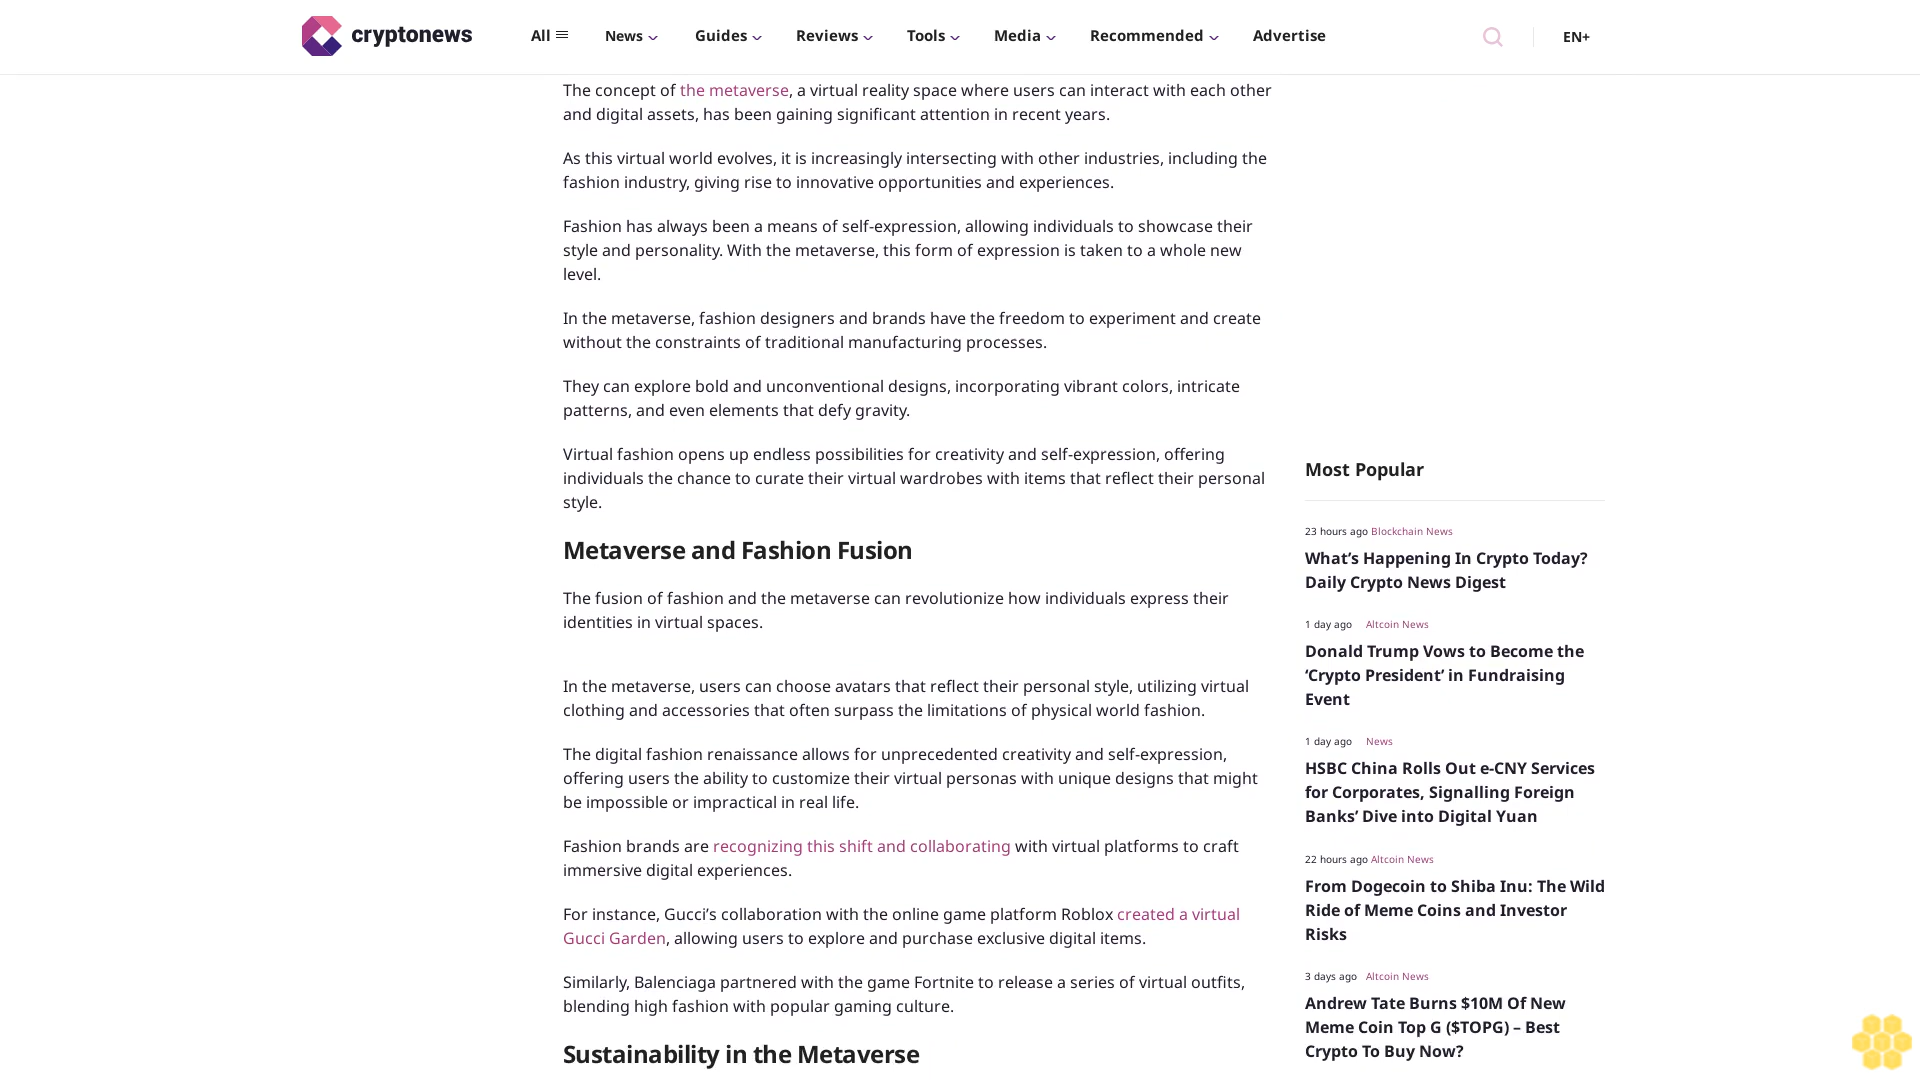 cryptonews
All
News
Guides
Reviews
Tools
Media
Recommended
Advertise
EN+
The concept of the metaverse, a virtual reality space where users can interact with each other
and digital assets, has been gaining significant attention in recent years.
As this virtual world evolves, it is increasingly intersecting with other industries, including the
fashion industry, giving rise to innovative opportunities and experiences.
Fashion has always been a means of self-expression, allowing individuals to showcase their
style and personality. With the metaverse, this form of expression is taken to a whole new
level.
In the metaverse, fashion designers and brands have the freedom to experiment and create
without the constraints of traditional manufacturing processes.
They can explore bold and unconventional designs, incorporating vibrant colors, intricate
patterns, and even elements that defy gravity.
Virtual fashion opens up endless possibilities for creativity and self-expression, offering
individuals the chance to curate their virtual wardrobes with items that reflect their personal
style.
Metaverse and Fashion Fusion
The fusion of fashion and the metaverse can revolutionize how individuals express their
identities in virtual spaces.
In the metaverse, users can choose avatars that reflect their personal style, utilizing virtual
clothing and accessories that often surpass the limitations of physical world fashion.
The digital fashion renaissance allows for unprecedented creativity and self-expression,
offering users the ability to customize their virtual personas with unique designs that might
be impossible or impractical in real life.
Fashion brands are recognizing this shift and collaborating with virtual platforms to craft
immersive digital experiences.
For instance, Gucci’s collaboration with the online game platform Roblox created a virtual
Gucci Garden, allowing users to explore and purchase exclusive digital items.
Similarly, Balenciaga partnered with the game Fortnite to release a series of virtual outfits,
blending high fashion with popular gaming culture.
Sustainability in the Metaverse
Most Popular
23 hours ago Blockchain News
What’s Happening In Crypto Today?
Daily Crypto News Digest
1 day ago Altcoin News
Donald Trump Vows to Become the
‘Crypto President’ in Fundraising
Event
1 day ago News
HSBC China Rolls Out e-CNY Services
for Corporates, Signalling Foreign
Banks’ Dive into Digital Yuan
22 hours ago Altcoin News
From Dogecoin to Shiba Inu: The Wild
Ride of Meme Coins and Investor
Risks
3 days ago Altcoin News
Andrew Tate Burns $10M Of New
Meme Coin Top G ($TOPG) – Best
Crypto To Buy Now?